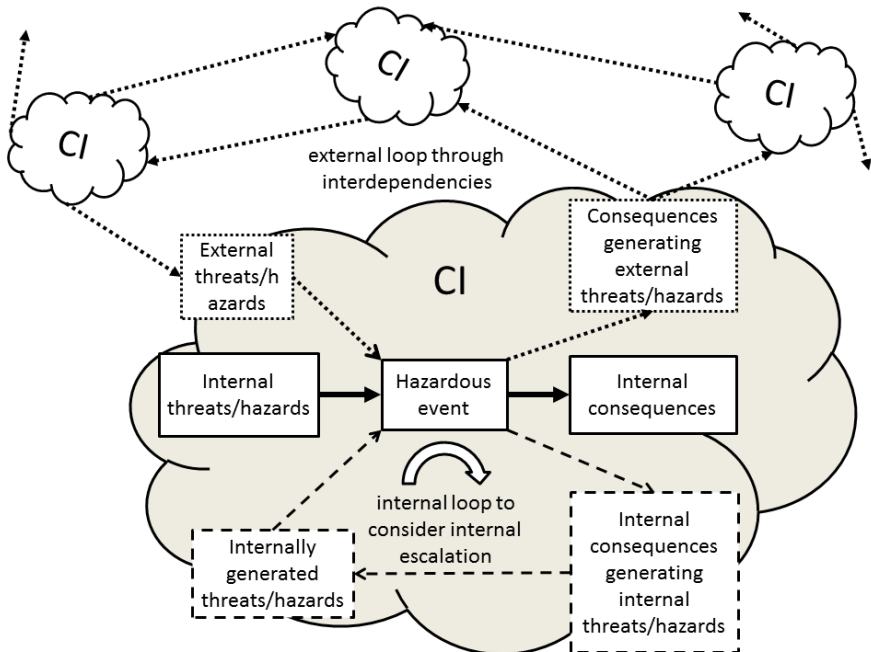 CI
CI
CI
external loop through
interdependencies
External
threats/h
azards
CI
Consequences
generating
external
threats/hazards
Internal
threats/hazards
Hazardous
event
Internal
consequences
internal loop to
consider internal
escalation
Internally
generated
threats/hazards
Internal
consequences
generating
internal
threats/hazards